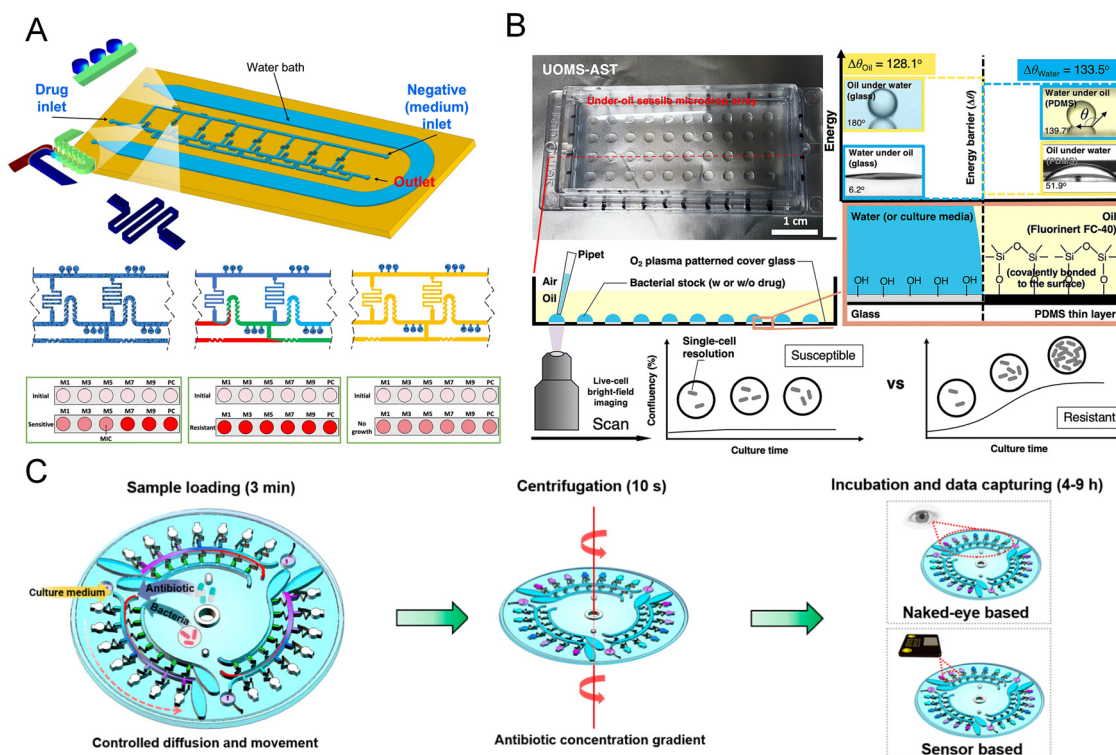 A
Water bath
Drug
inlet
Negative
(medium)
inlet
Outlet
M1 M3 M5 M7 M9 PC
Initial
M1 M3 M5 M7 M9 PC
Sensitive
MIC
M1 M3 M5 M7 M9 PC
Initial
M1 M3 M5 M7 M9 PC
Resistant
M1 M3 M5 M7 M9 PC
Initial
M1 M3 M5 M7 M9 PC
No
growth
B
UOMS-AST
Under-oil sessile microdrop array
1 cm
Pipet
Air
Oil
O2 plasma patterned cover glass
Bacterial stock (w or w/o drug)
Energy
ΔθOil = 128.1°
Oil under water
(glass)
180°
Water under oil
(glass)
6.2°
Energy barrier (Δθ)
ΔθWater = 133.5°
Water under oil
(PDMS)
θ
139.7°
Oil under water
(PDMS)
51.9°
Water (or culture media)
OH OH OH OH OH
Glass
Oil
(Fluorinert FC-40)
O O
Si Si Si Si
O O O O
(covalently bonded
to the surface)
PDMS thin layer
Live-cell
bright-field
imaging
Scan
Confluency (%)
Single-cell
resolution
Susceptible
Culture time
vs
Resistant
Culture time
C
Sample loading (3 min)
Culture medium
Antibiotic
Bacteria
Controlled diffusion and movement
Centrifugation (10 s)
Antibiotic concentration gradient
Incubation and data capturing (4-9 h)
Naked-eye based
Sensor based